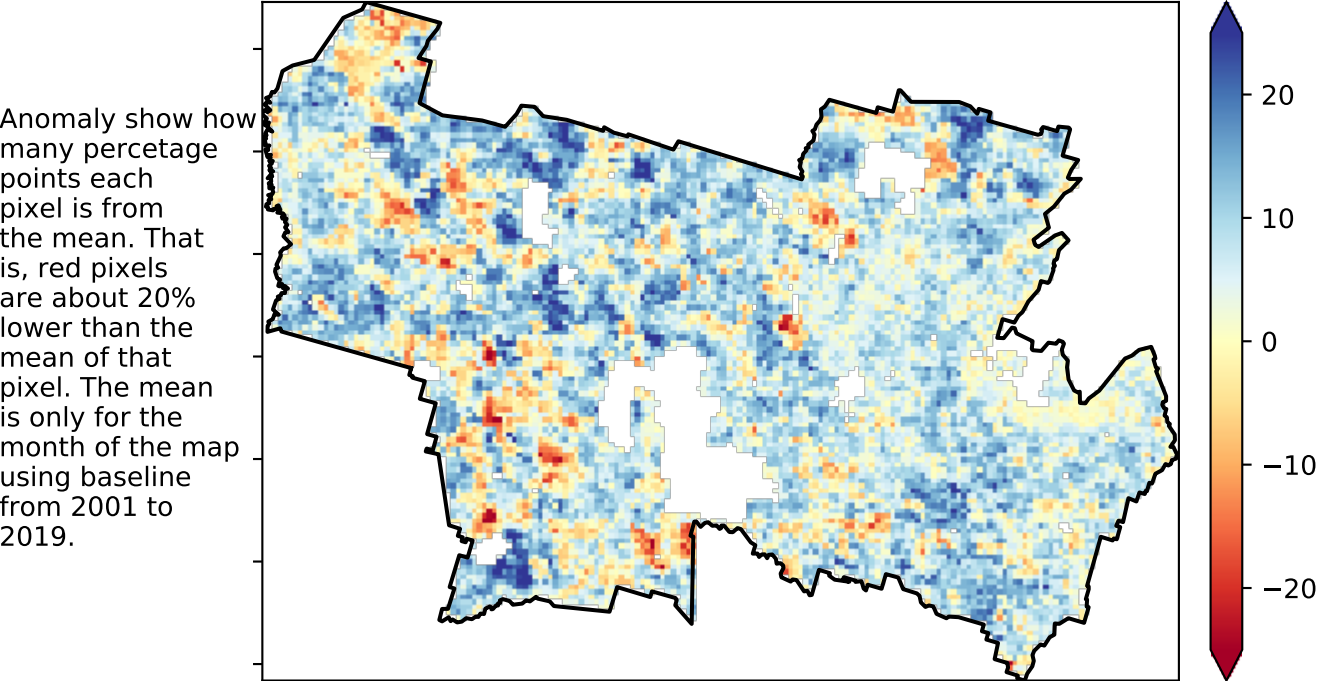 Anomaly show how
many percetage
points each
pixel is from
the mean. That
is, red pixels
are about 20%
lower than the
mean of that
pixel. The mean
is only for the
month of the map
using baseline
from 2001 to
2019.
20
10
0
−10
−20